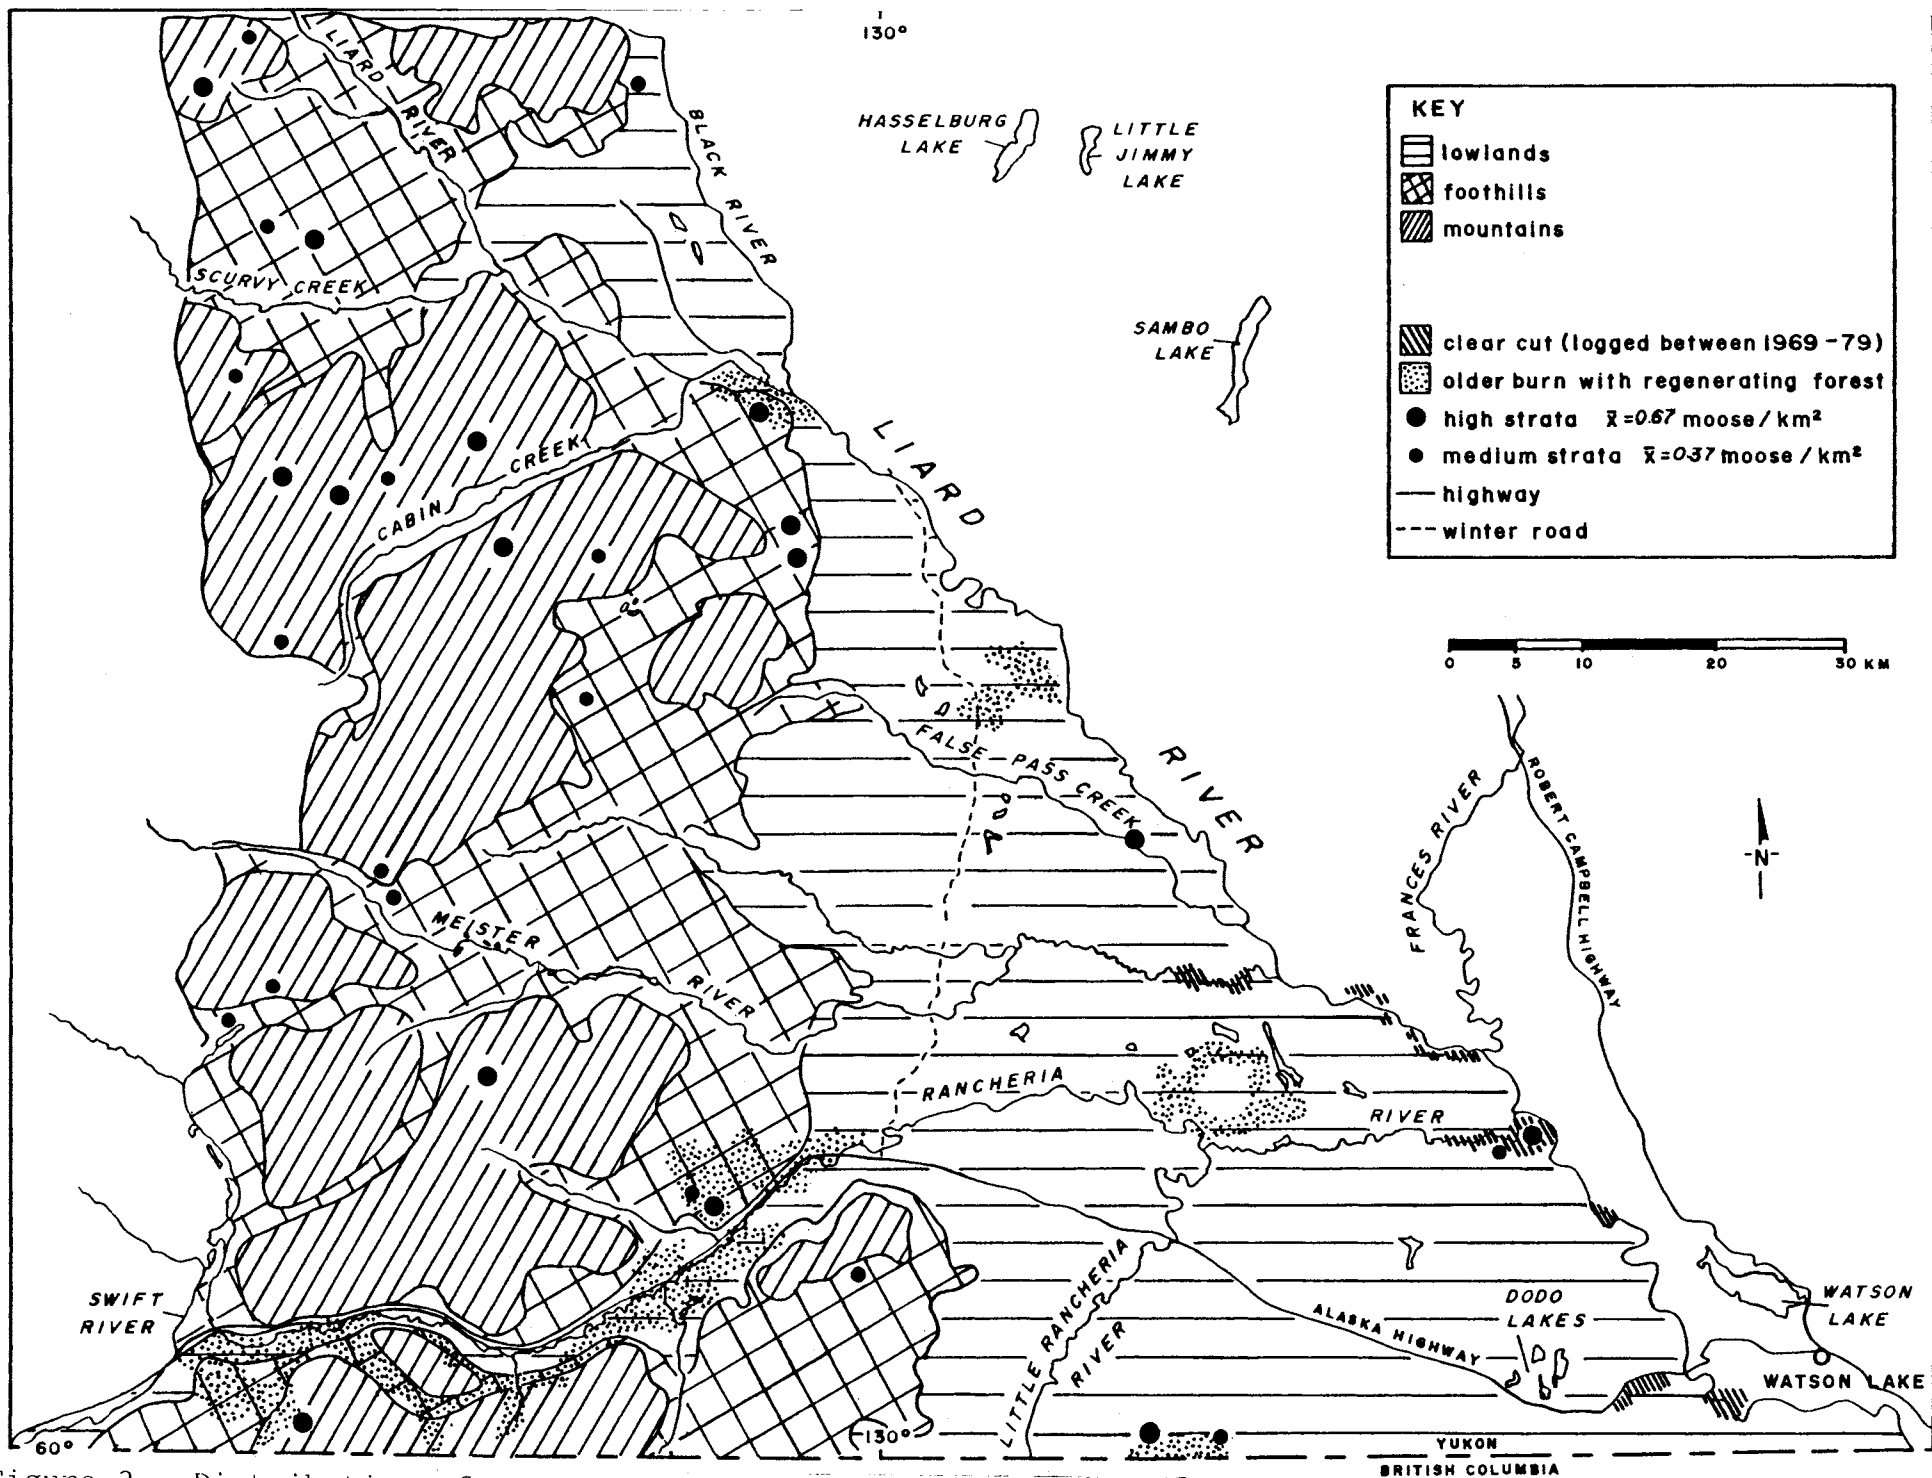 130°
LIARD RIVER
BLACK RIVER
HASSELBURG
LAKE
LITTLE
JIMMY
LAKE
KEY
lowlands
foothills
mountains
clear cut (logged between 1969-79)
older burn with regenerating forest
high strata x̄=0.67 moose/km²
medium strata x̄=0.37 moose/km²
highway
winter road
SCURVY CREEK
SAMBO
LAKE
CABIN CREEK
LIARD RIVER
0 5 10 20 30 KM
FALSE PASS CREEK
FRANCES RIVER
ROBERT CAMPBELL HIGHWAY
-N-
MEISTER RIVER
RANCHERIA RIVER
SWIFT
RIVER
LITTLE RANCHERIA
RIVER
ALASKA HIGHWAY
DODO
LAKES
WATSON
LAKE
WATSON LAKE
60°
130°
YUKON
BRITISH COLUMBIA